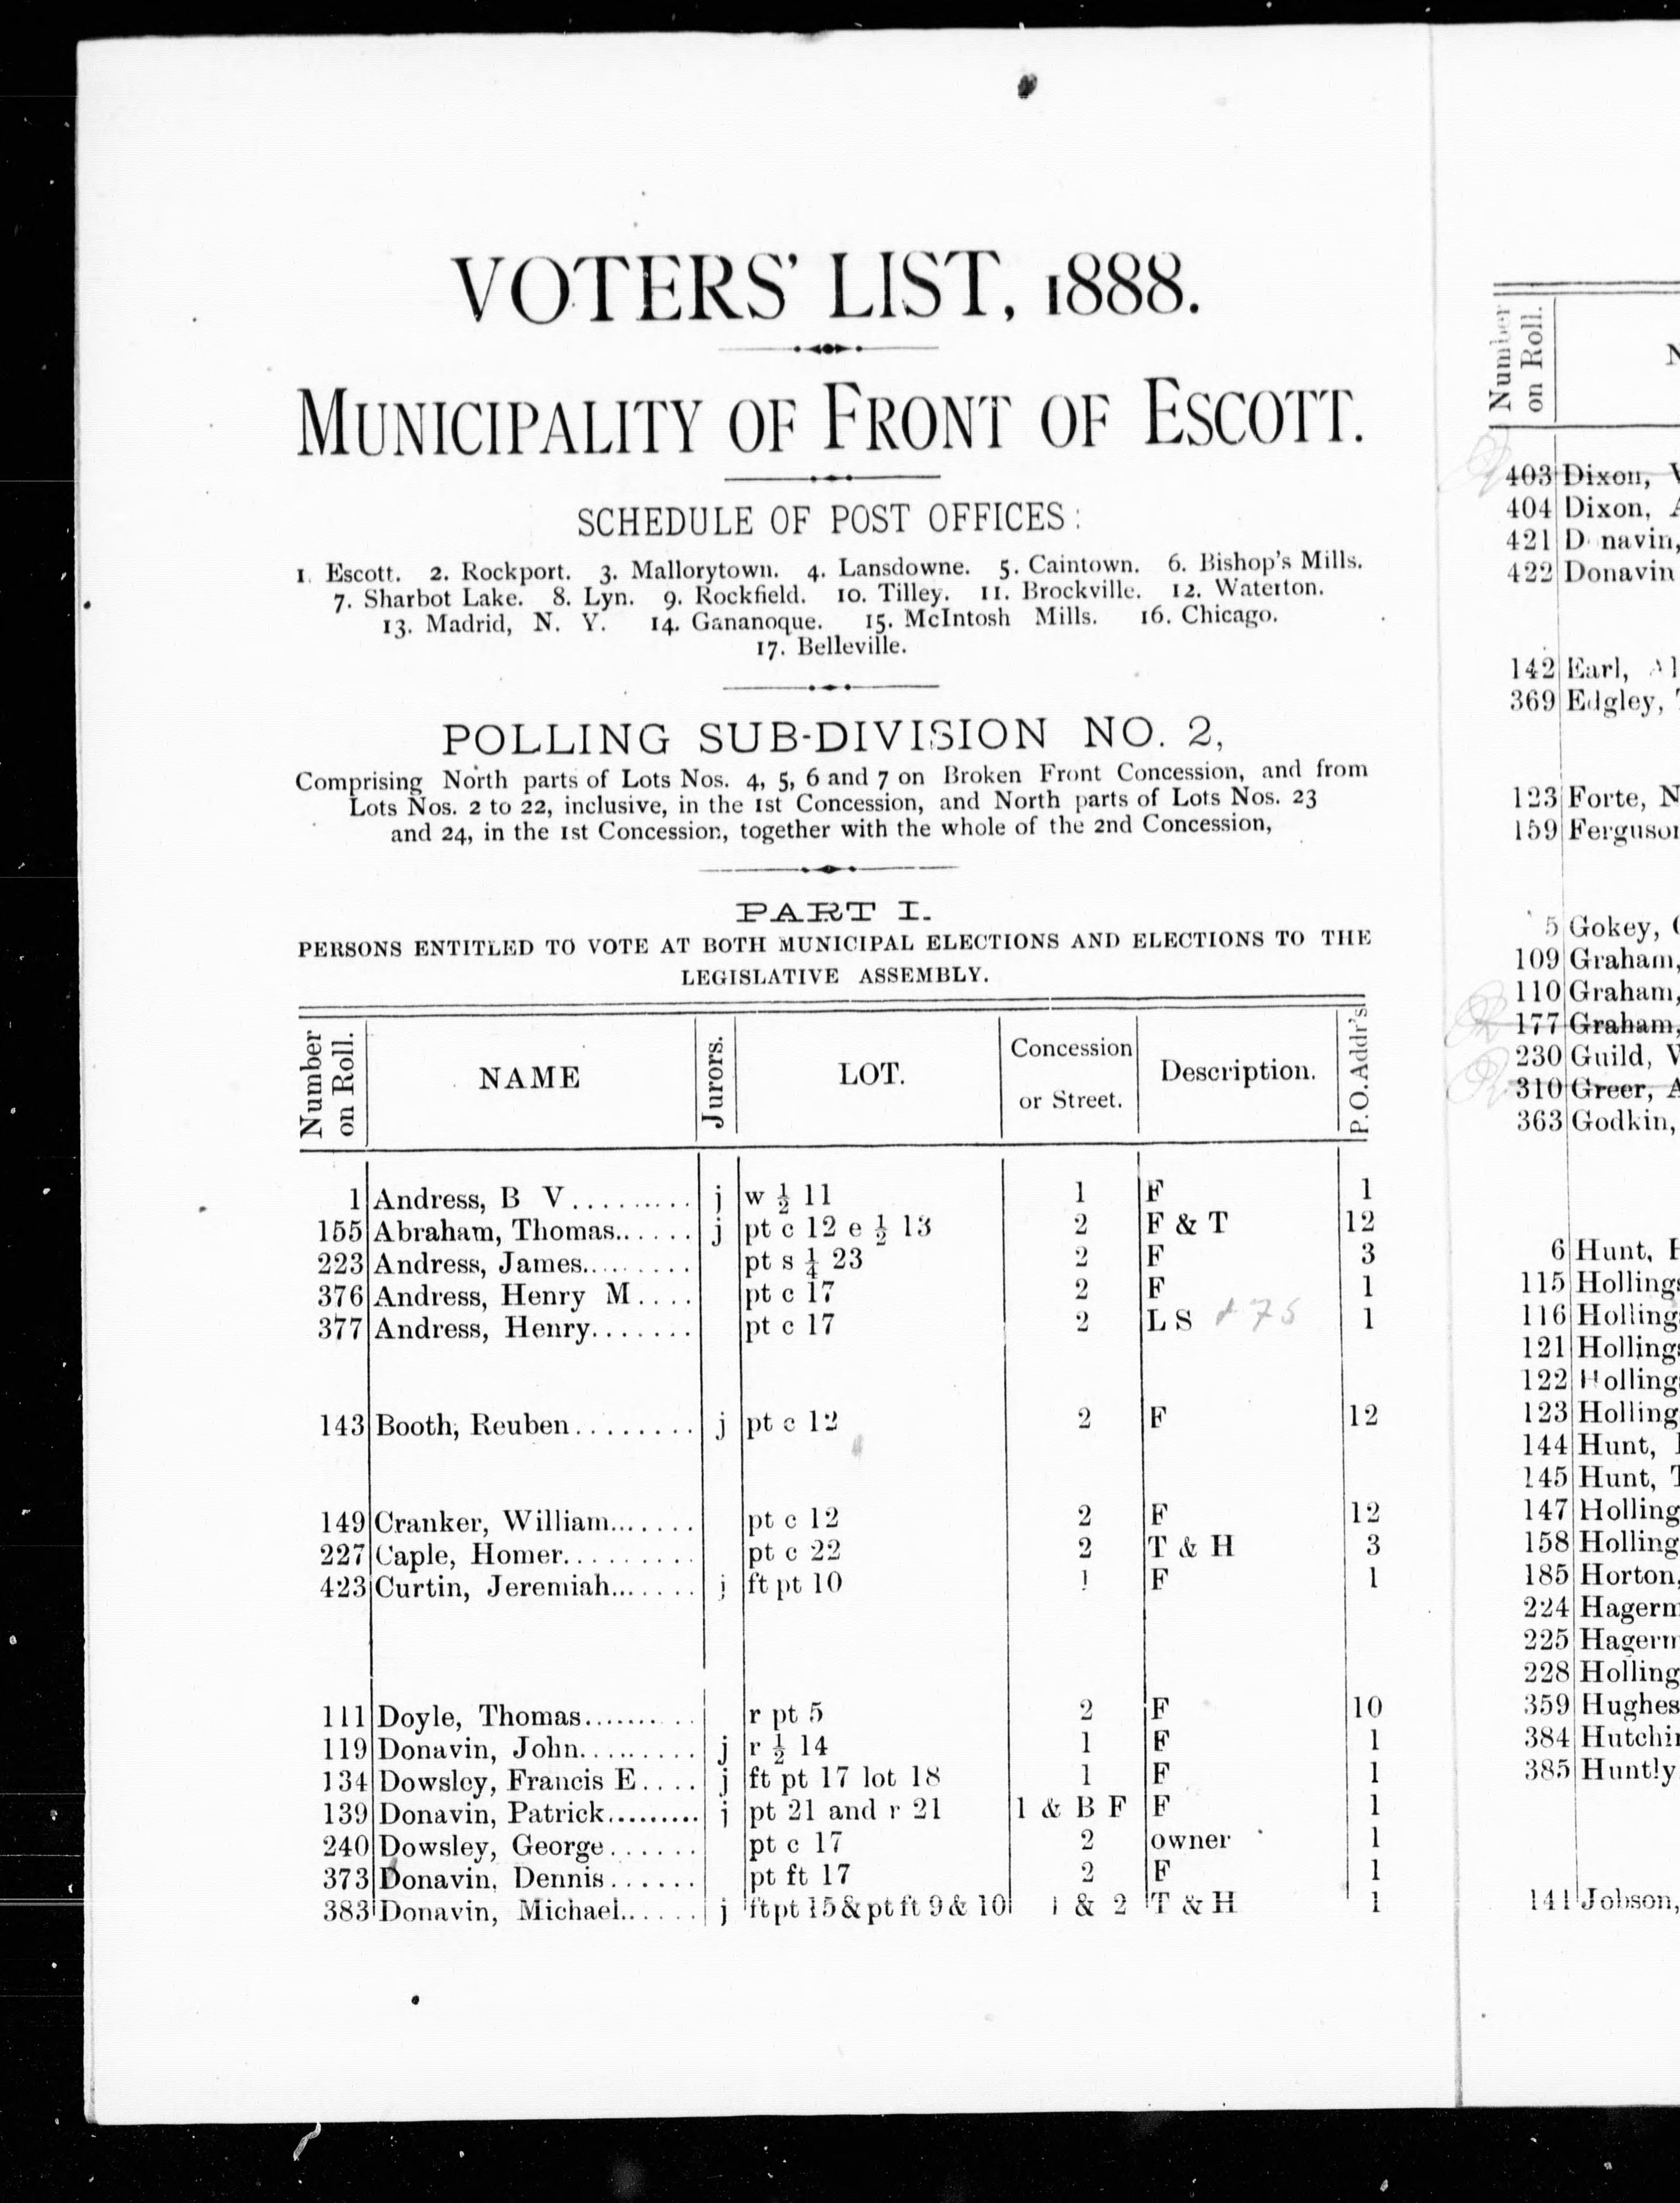 VOTERS' LIST, 1888.
MUNICIPALITY OF FRONT OF ESCOTT.
SCHEDULE OF POST OFFICES:
1. Escott. 2. Rockport. 3. Mallorytown. 4. Lansdowne. 5. Caintown. 6. Bishop's Mills.
7. Sharbot Lake. 8. Lyn. 9. Rockfield. 10. Tilley. 11. Brockville. 12. Waterton.
13. Madrid, N. Y. 14. Gananoque. 15. McIntosh Mills. 16. Chicago.
17. Belleville.
POLLING SUB-DIVISION NO. 2,
Comprising North parts of Lots Nos. 4, 5, 6 and 7 on Broken Front Concession, and from
Lots Nos. 2 to 22, inclusive, in the 1st Concession, and North parts of Lots Nos. 23
and 24, in the 1st Concession, together with the whole of the 2nd Concession,
PART I.
PERSONS ENTITLED TO VOTE AT BOTH MUNICIPAL ELECTIONS AND ELECTIONS TO THE
LEGISLATIVE ASSEMBLY.
Number on Roll. NAME Jurors. LOT. Concession or Street. Description. P.O. Addr's
1 Andress, B V.......... j w ½ 11 1 F 1
155 Abraham, Thomas...... j pt c 12 e ½ 13 2 F & T 12
223 Andress, James......... pt s ¼ 23 2 F 3
376 Andress, Henry M.... pt c 17 2 F 1
377 Andress, Henry....... pt c 17 2 L S 75 1
143 Booth, Reuben........ j pt c 12 2 F 12
149 Cranker, William....... pt c 12 2 F 12
227 Caple, Homer......... pt c 22 2 T & H 3
423 Curtin, Jeremiah....... j ft pt 10 1 F 1
111 Doyle, Thomas.......... r pt 5 2 F 10
119 Donavin, John......... j r ½ 14 1 F 1
134 Dowsley, Francis E.... j ft pt 17 lot 18 1 F 1
139 Donavin, Patrick......... j pt 21 and r 21 1 & B F F 1
240 Dowsley, George...... pt c 17 2 owner 1
373 Donavin, Dennis...... pt ft 17 2 F 1
383 Donavin, Michael...... j ft pt 15 & pt ft 9 & 10 1 & 2 T & H 1
Number on Roll.
403 Dixon,
404 Dixon,
421 D navin,
422 Donavin
142 Earl, Al
369 Edgley,
123 Forte, N
159 Ferguson
5 Gokey,
109 Graham,
110 Graham,
177 Graham,
230 Guild,
310 Greer, A
363 Godkin,
6 Hunt,
115 Hollings
116 Holling
121 Hollings
122 Holling
123 Holling
144 Hunt,
145 Hunt,
147 Holling
158 Holling
185 Horton,
224 Hagerm
225 Hagerm
228 Holling
359 Hughes
384 Hutchin
385 Huntly
141 Jobson,